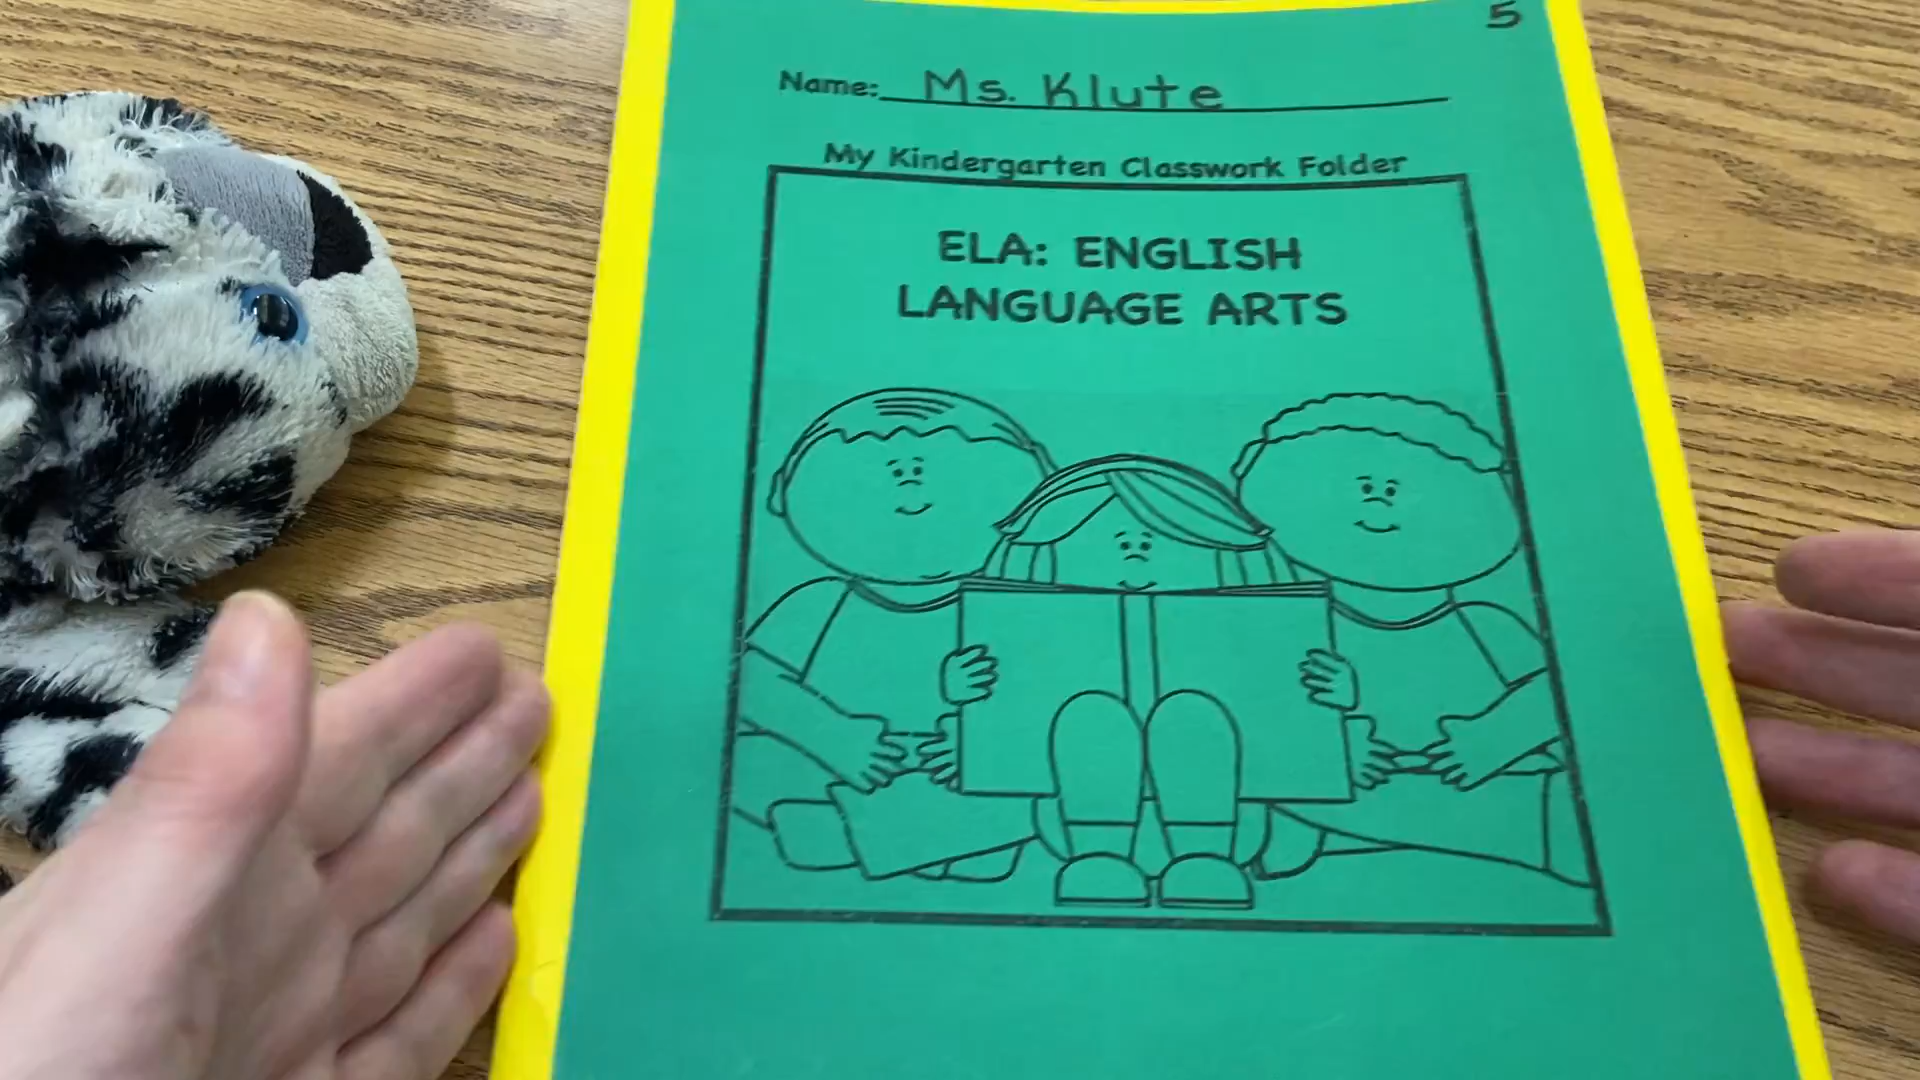 5
Name: Ms. Klute
My Kindergarten Classwork Folder
ELA: ENGLISH
LANGUAGE ARTS